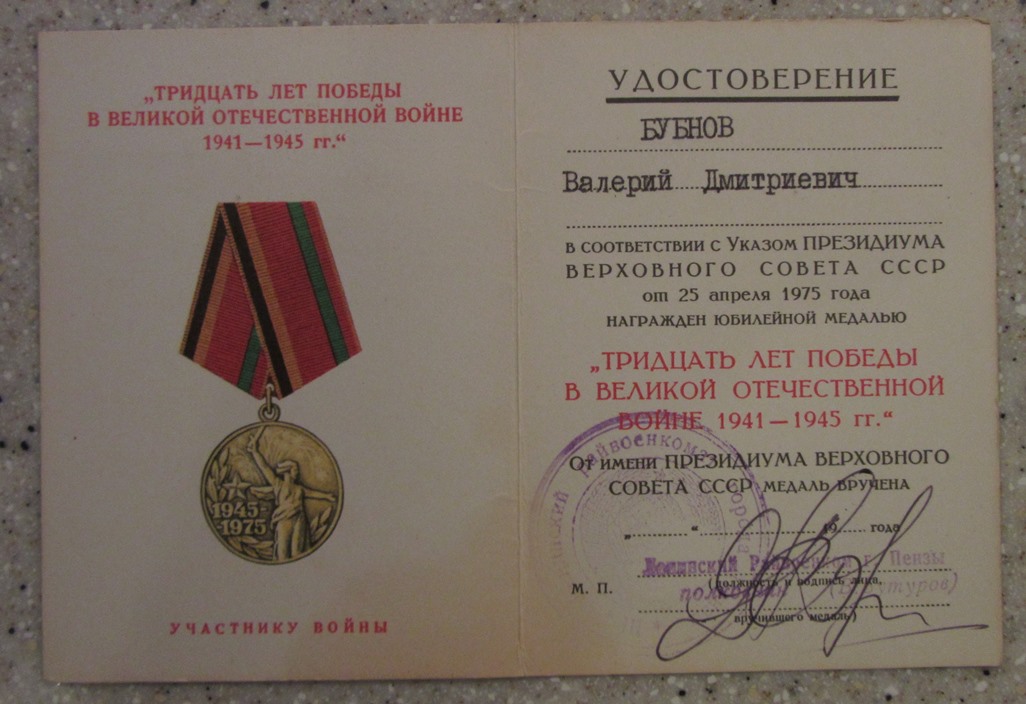 „ТРИДЦАТЬ ЛЕТ ПОБЕДЫ
В ВЕЛИКОЙ ОТЕЧЕСТВЕННОЙ ВОЙНЕ
1941—1945 гг.“
1945-
-1975
УЧАСТНИКУ ВОЙНЫ
УДОСТОВЕРЕНИЕ
БУБНОВ
Валерий Дмитриевич
В СООТВЕТСТВИИ С УКАЗОМ ПРЕЗИДИУМА
ВЕРХОВНОГО СОВЕТА СССР
от 25 апреля 1975 года
НАГРАЖДЕН ЮБИЛЕЙНОЙ МЕДАЛЬЮ
„ТРИДЦАТЬ ЛЕТ ПОБЕДЫ
В ВЕЛИКОЙ ОТЕЧЕСТВЕННОЙ
ВОЙНЕ 1941—1945 гг.“
От имени ПРЕЗИДИУМА ВЕРХОВНОГО
СОВЕТА СССР МЕДАЛЬ ВРУЧЕНА
„ “ 19 года
г. Пензы
М. П. (должность и подпись лица,
вручившего медаль)